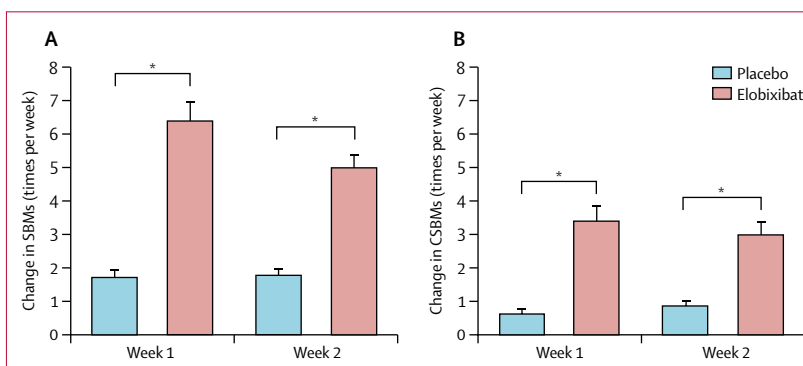 A
Change in SBMs (times per week)
8
7
6
5
4
3
2
1
0
*
*
Week 1
Week 2
B
Change in CSBMs (times per week)
8
7
6
5
4
3
2
1
0
*
*
Week 1
Week 2
Placebo
Elobixibat